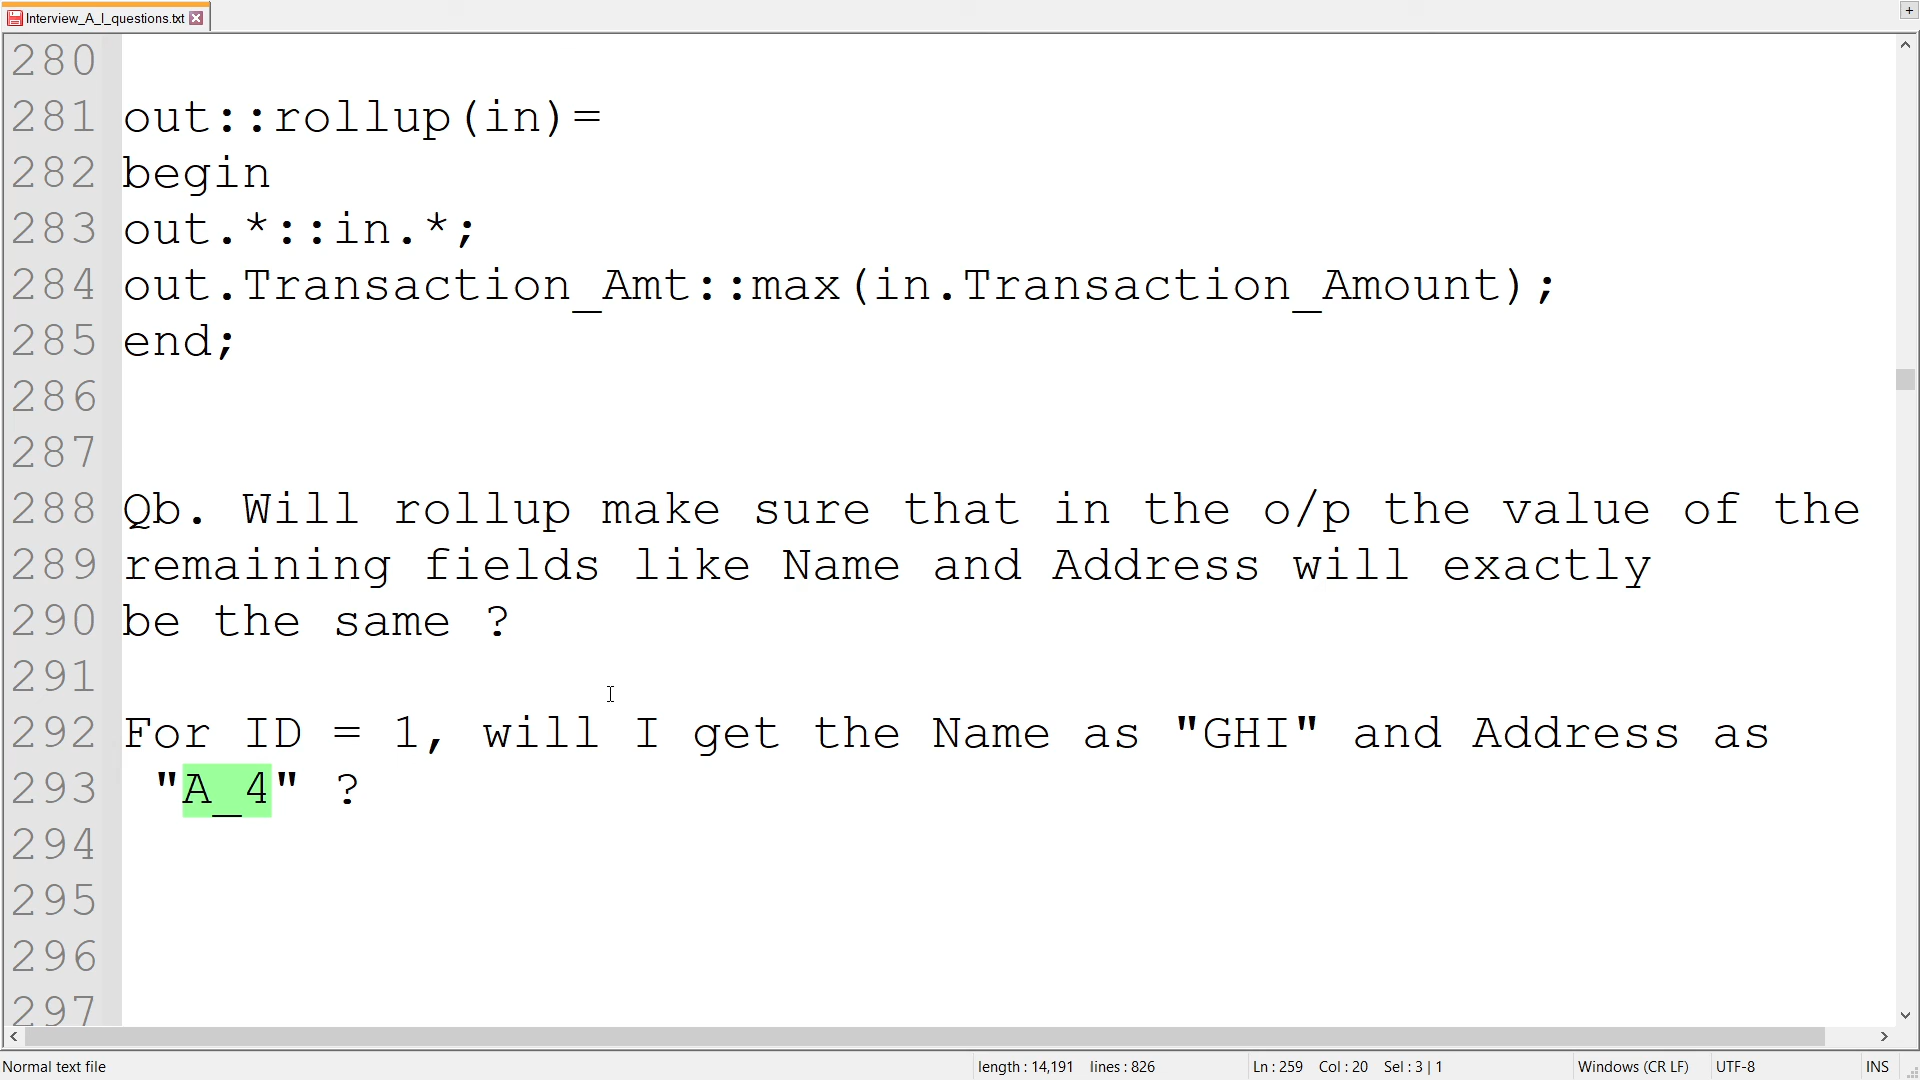 Interview_A_I_questions.txt
280
281 out::rollup(in)=
282 begin
283 out.*::in.*;
284 out.Transaction_Amt::max(in.Transaction_Amount);
285 end;
286
287
288 Qb. Will rollup make sure that in the o/p the value of the
289 remaining fields like Name and Address will exactly
290 be the same ?
291
292 For ID = 1, will I get the Name as "GHI" and Address as
293  "A_4" ?
294
295
296
297
Normal text file length : 14,191 lines : 826 Ln : 259 Col : 20 Sel : 3 | 1 Windows (CR LF) UTF-8 INS